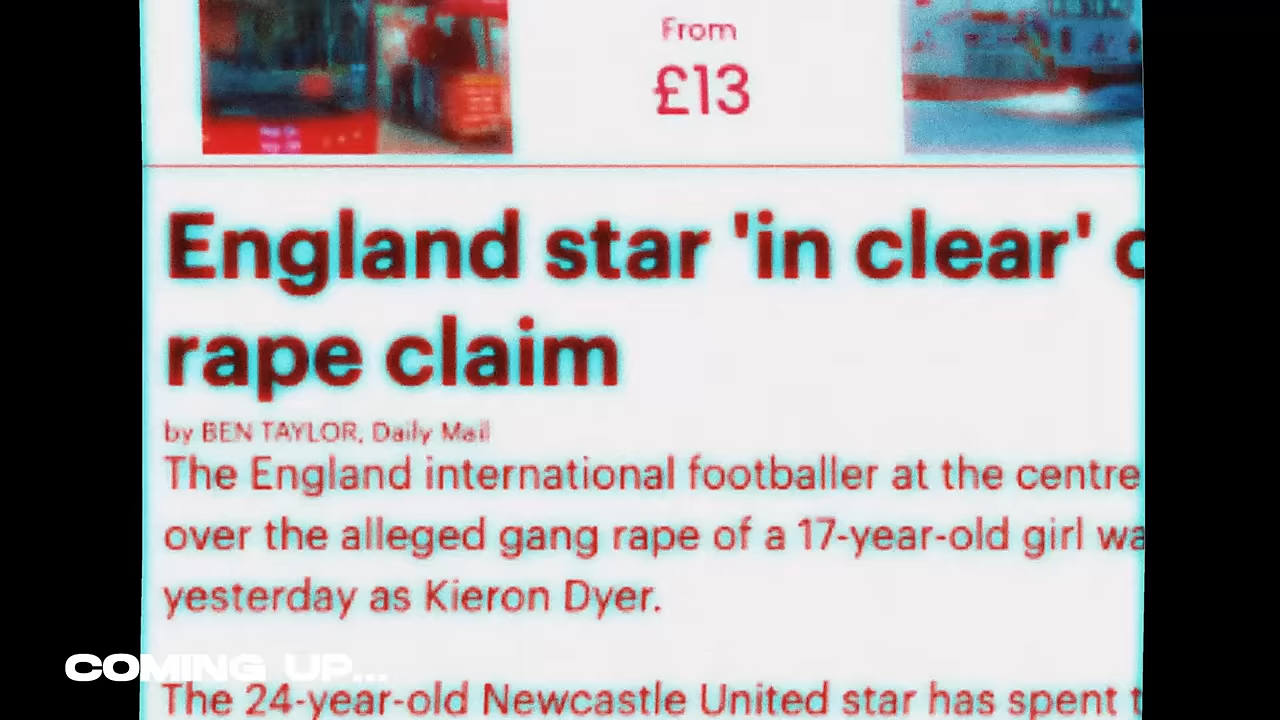 From
£13
England star 'in clear'
rape claim
by BEN TAYLOR, Daily Mail
The England international footballer at the centre
over the alleged gang rape of a 17-year-old girl
yesterday as Kieron Dyer.
COMING UP...
The 24-year-old Newcastle United star has spent